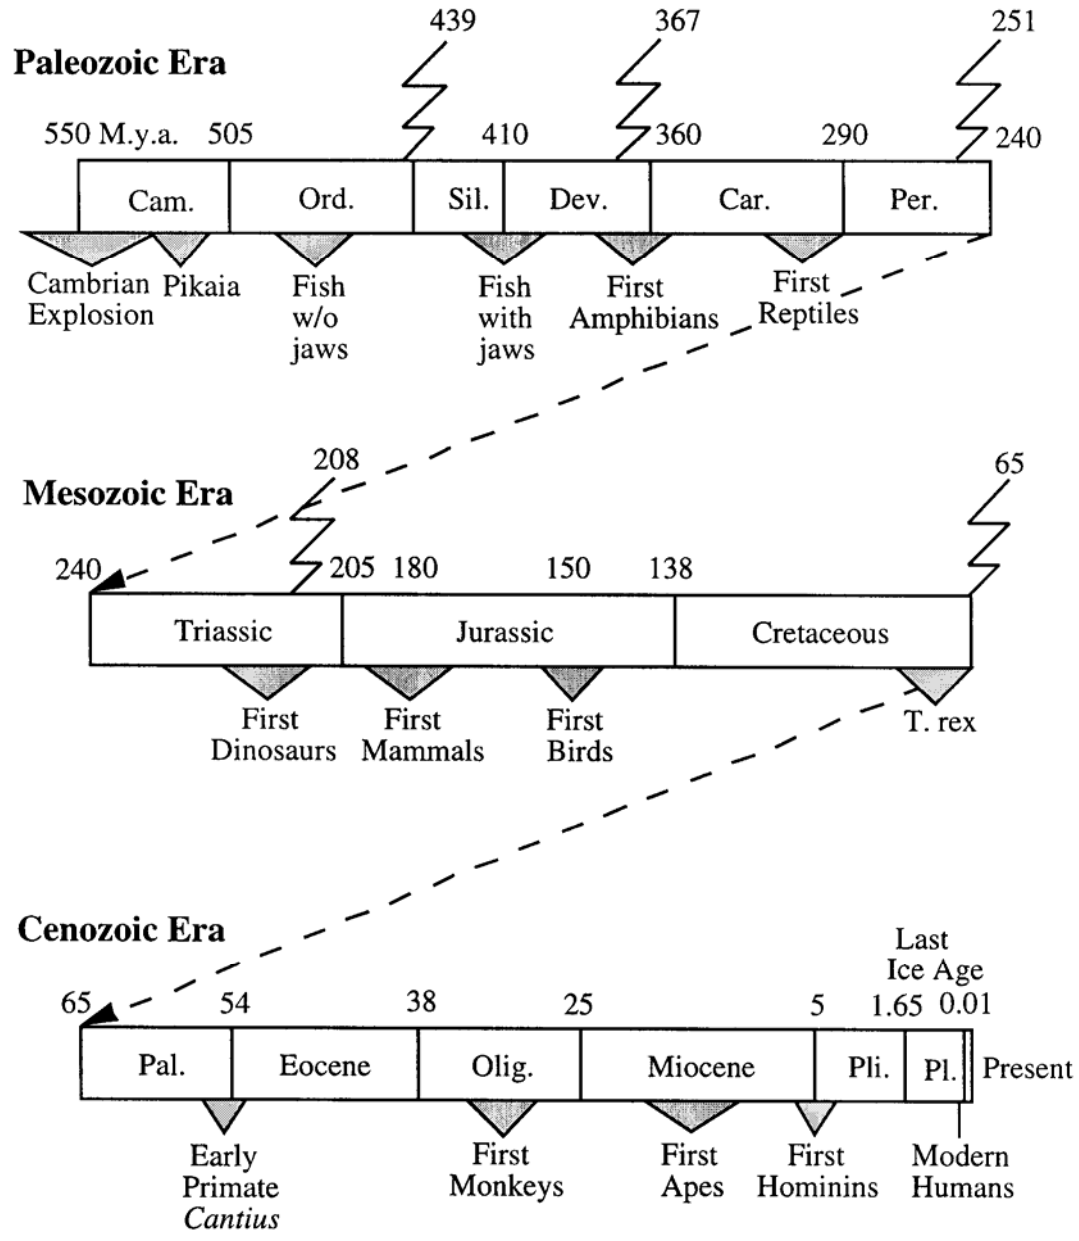 439 367 251
Paleozoic Era
550 M.y.a. 505 410 360 290 240
Cam. Ord. Sil. Dev. Car. Per.
Cambrian
Explosion
Pikaia
Fish
w/o
jaws
Fish
with
jaws
First
Amphibians
First
Reptiles
208 65
Mesozoic Era
240 205 180 150 138
Triassic Jurassic Cretaceous
First
Dinosaurs
First
Mammals
First
Birds
T. rex
Cenozoic Era
Last
Ice Age
65 54 38 25 5 1.65 0.01
Pal. Eocene Olig. Miocene Pli. Pl. Present
Early
Primate
Cantius
First
Monkeys
First
Apes
First
Hominins
Modern
Humans